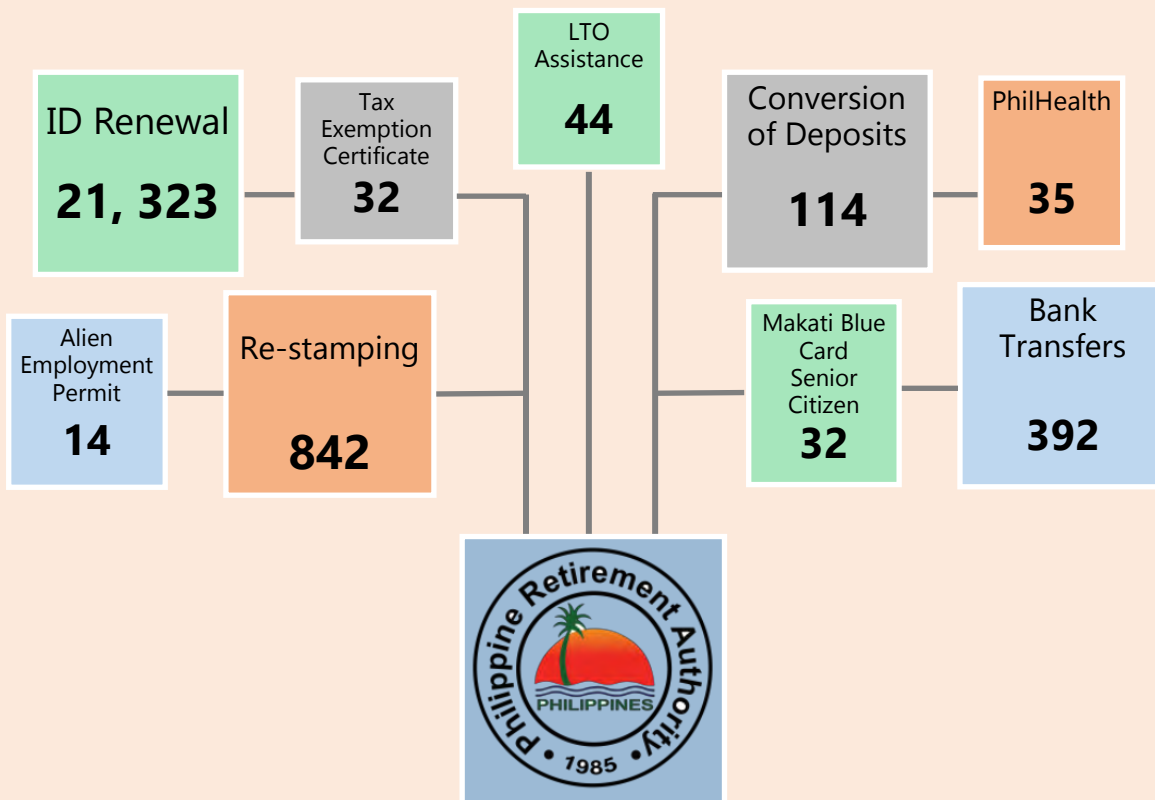 ID Renewal
21, 323
Tax
Exemption
Certificate
32
LTO
Assistance
44
Conversion
of Deposits
114
PhilHealth
35
Alien
Employment
Permit
14
Re-stamping
842
Makati Blue
Card
Senior
Citizen
32
Bank
Transfers
392
Philippine Retirement Authority
PHILIPPINES
• 1985 •